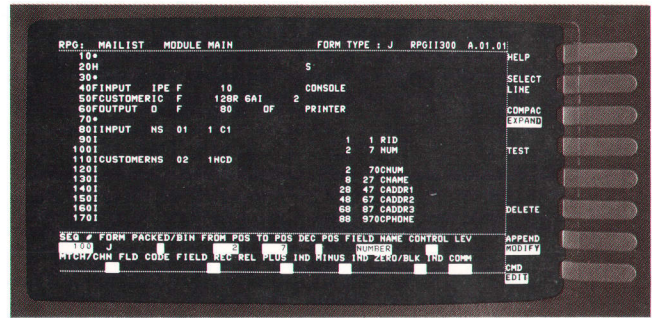 RPG: MAILIST MODULE MAIN FORM TYPE : J RPGII300 A.01.01
HELP
10*
20H S
30*
SELECT LINE
40FINPUT IPE F 10 CONSOLE
50FCUSTOMERIC F 128R 6AI 2
60FOUTPUT O F 80 OF PRINTER
COMPAC EXPAND
70*
80IINPUT NS 01 1 C1
90I 1 1 RID
100I 2 7 NUM
TEST
110ICUSTOMERNS 02 1HCD
120I 2 70CNUM
130I 8 27 CNAME
140I 28 47 CADDR1
150I 48 67 CADDR2
160I 68 87 CADDR3
DELETE
170I 88 970CPHONE
SEQ # FORM PACKED/BIN FROM POS TO POS DEC POS FIELD NAME CONTROL LEV
APPEND MODIFY
100 J 2 7 NUMBER
MTCH/CHN FLD CODE FIELD REC REL PLUS IND MINUS IND ZERO/BLK IND COMM
CMD EDIT